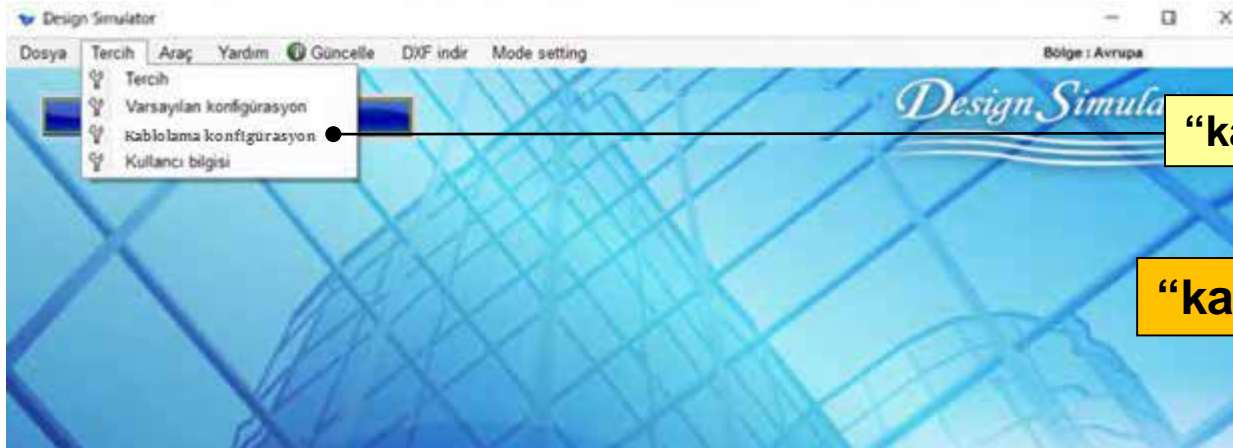 Design Simulator
Dosya Tercih Araç Yardım Güncelle DXF indir Mode setting Bölge : Avrupa
Tercih
Varsayılan konfigürasyon
Kablolama konfigürasyon
Kullancı bilgisi
Design Simula
“ka
“ka